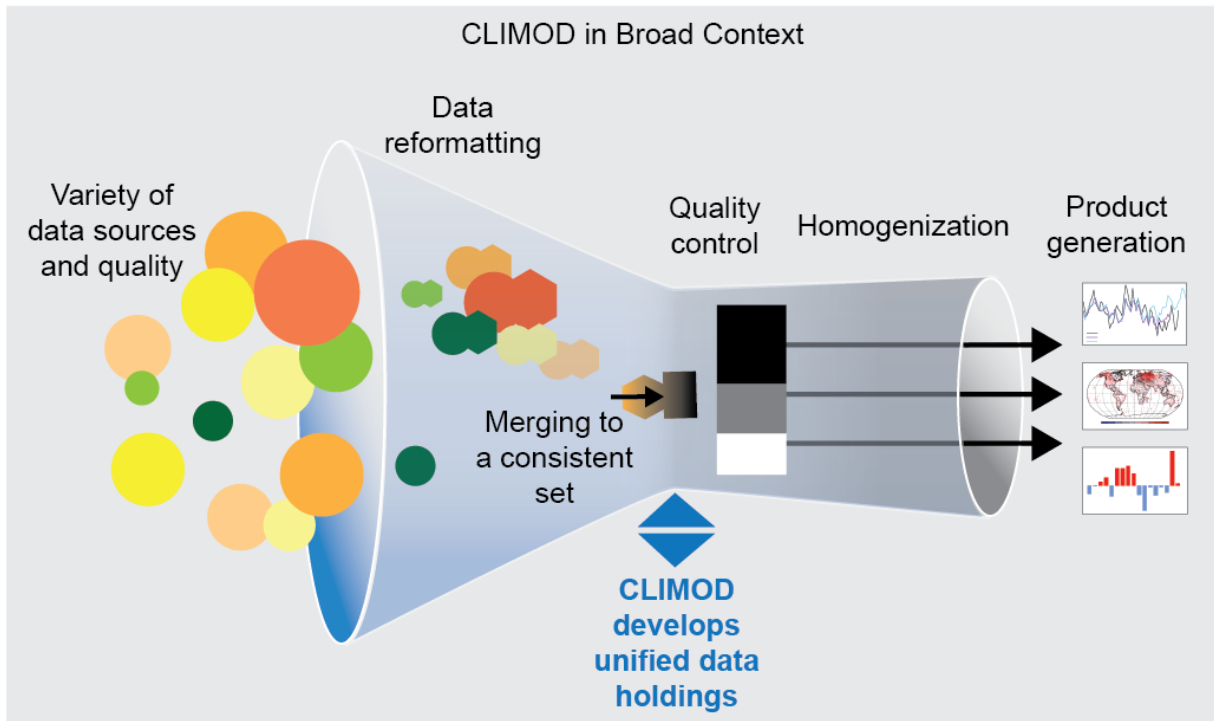 CLIMOD in Broad Context
Data
reformatting
Variety of
data sources
and quality
Quality
control
Homogenization
Product
generation
Merging to
a consistent
set
CLIMOD
develops
unified data
holdings